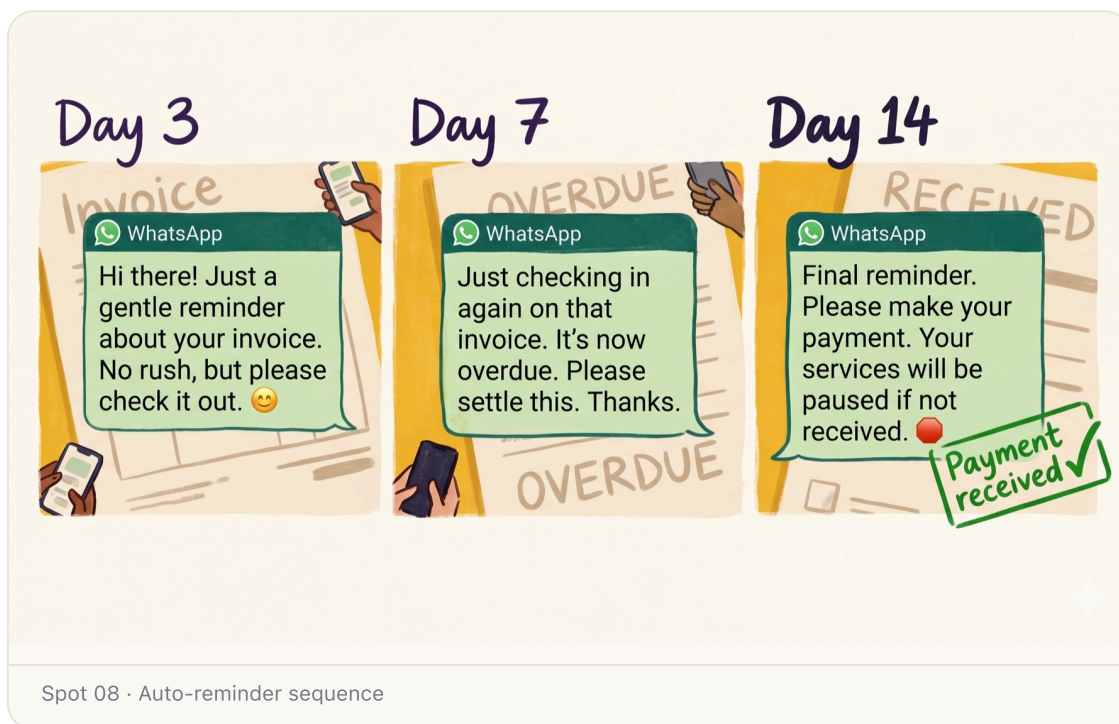 Day 3
Invoice
WhatsApp
Hi there! Just a
gentle reminder
about your invoice.
No rush, but please
check it out. 😊
Day 7
OVERDUE
WhatsApp
Just checking in
again on that
invoice. It’s now
overdue. Please
settle this. Thanks.
OVERDUE
Day 14
RECEIVED
WhatsApp
Final reminder.
Please make your
payment. Your
services will be
paused if not
received. 🛑
Payment
received✓
Spot 08 · Auto-reminder sequence